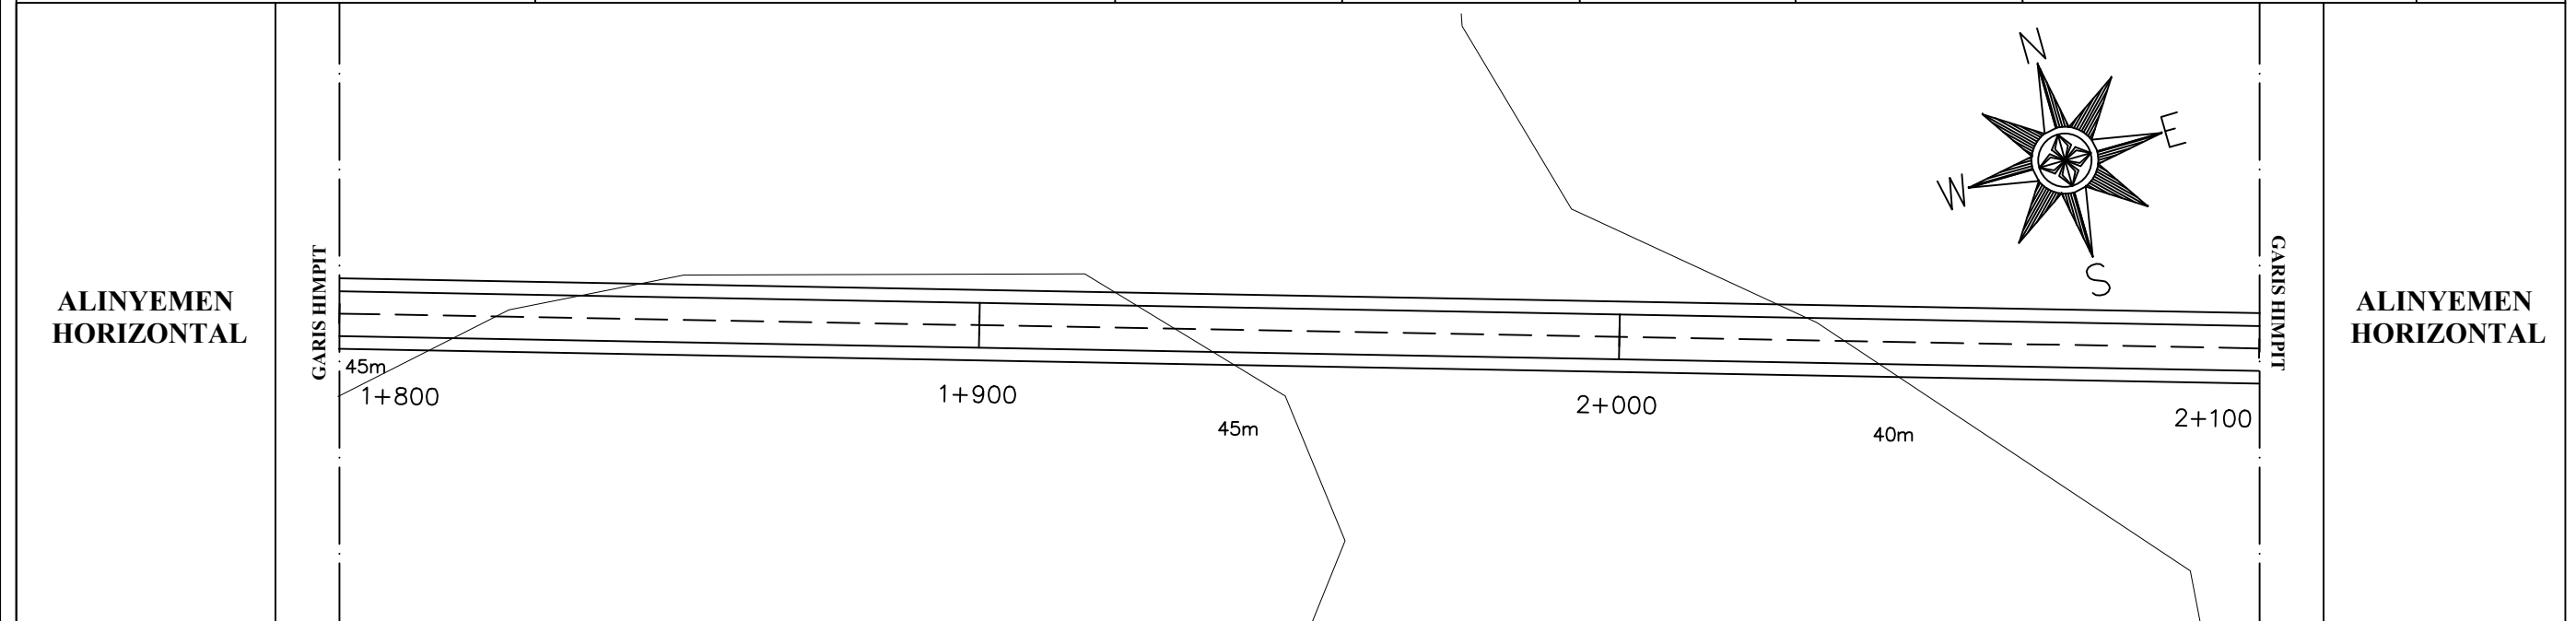 ALINYEMEN
HORIZONTAL
GARIS HIMPIT
45m
1+800
1+900
45m
2+000
40m
2+100
N
E
W
S
GARIS HIMPIT
ALINYEMEN
HORIZONTAL